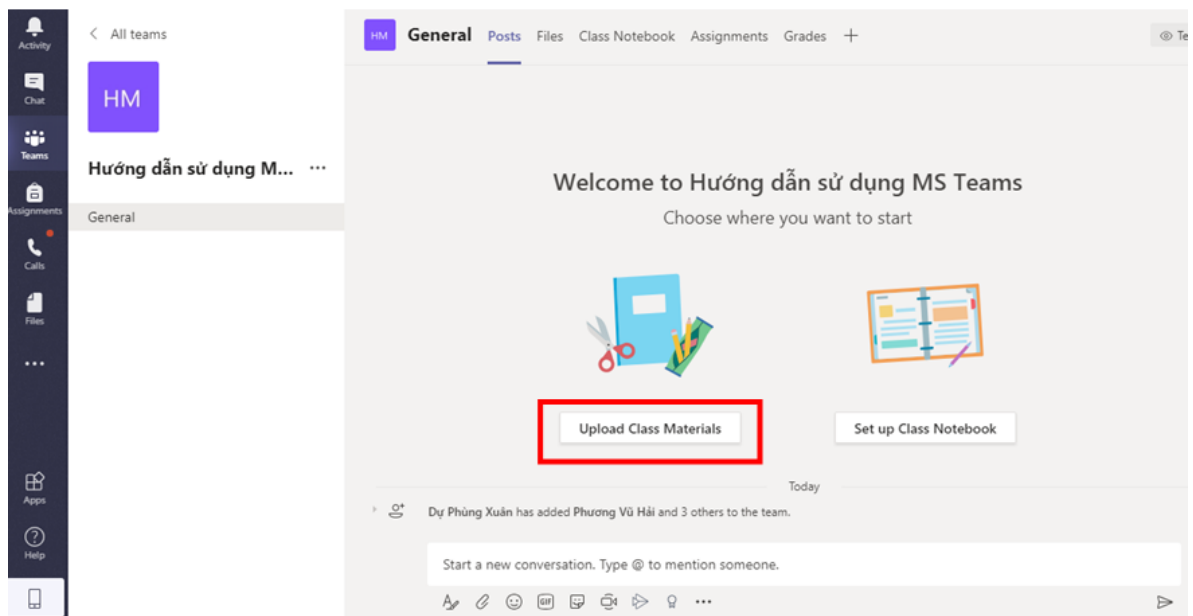 Activity
Chat
Teams
Assignments
Calls
Files
Apps
Help
All teams
HM
Hướng dẫn sử dụng M...
General
HM General Posts Files Class Notebook Assignments Grades
Welcome to Hướng dẫn sử dụng MS Teams
Choose where you want to start
Upload Class Materials
Set up Class Notebook
Today
Dự Phùng Xuân has added Phương Vũ Hải and 3 others to the team.
Start a new conversation. Type @ to mention someone.
GIF